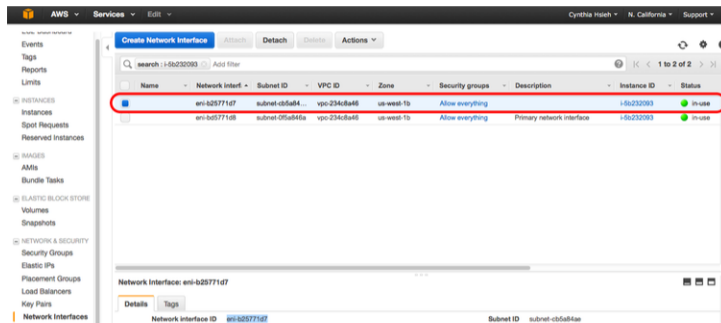 AWS Services Edit Cynthia Hsieh N. California Support
Events
Tags
Reports
Limits
INSTANCES
Instances
Spot Requests
Reserved Instances
IMAGES
AMIs
Bundle Tasks
ELASTIC BLOCK STORE
Volumes
Snapshots
NETWORK & SECURITY
Security Groups
Elastic IPs
Placement Groups
Load Balancers
Key Pairs
Network Interfaces
Create Network Interface Attach Detach Delete Actions
search : i-5b232093 Add filter 1 to 2 of 2
Name Network interf Subnet ID VPC ID Zone Security groups Description Instance ID Status
eni-b25771d7 subnet-cb5a84... vpc-234c8a46 us-west-1b Allow everything i-5b232093 in-use
eni-bd5771d8 subnet-0f5a846a vpc-234c8a46 us-west-1b Allow everything Primary network interface i-5b232093 in-use
Network Interface: eni-b25771d7
Details Tags
Network interface ID eni-b25771d7 Subnet ID subnet-cb5a84ae